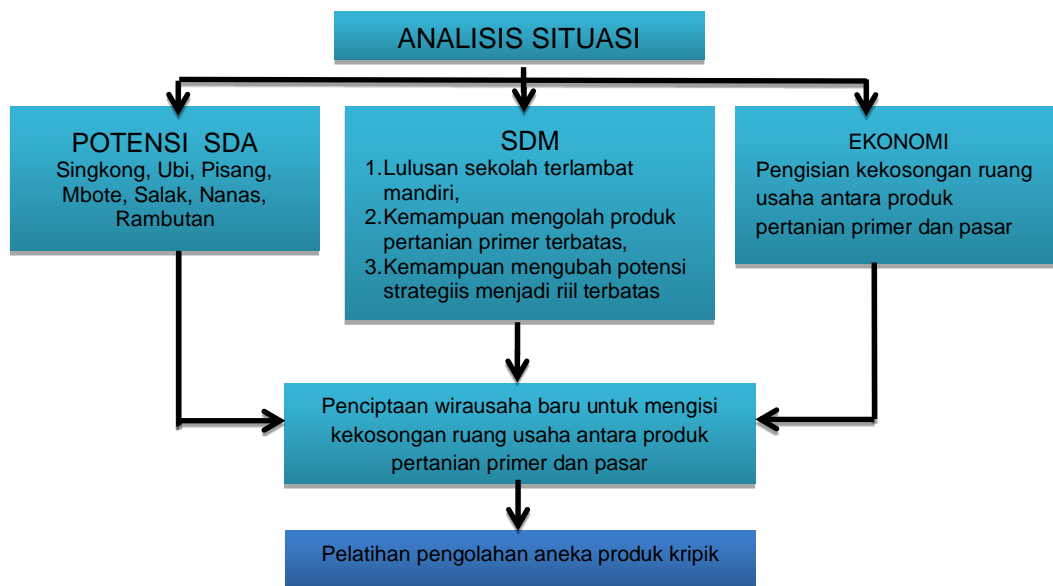 ANALISIS SITUASI
POTENSI SDA
Singkong, Ubi, Pisang,
Mbote, Salak, Nanas,
Rambutan
SDM
1.Lulusan sekolah terlambat
mandiri,
2.Kemampuan mengolah produk
pertanian primer terbatas,
3.Kemampuan mengubah potensi
strategiis menjadi riil terbatas
EKONOMI
Pengisian kekosongan ruang
usaha antara produk
pertanian primer dan pasar
Penciptaan wirausaha baru untuk mengisi
kekosongan ruang usaha antara produk
pertanian primer dan pasar
Pelatihan pengolahan aneka produk kripik